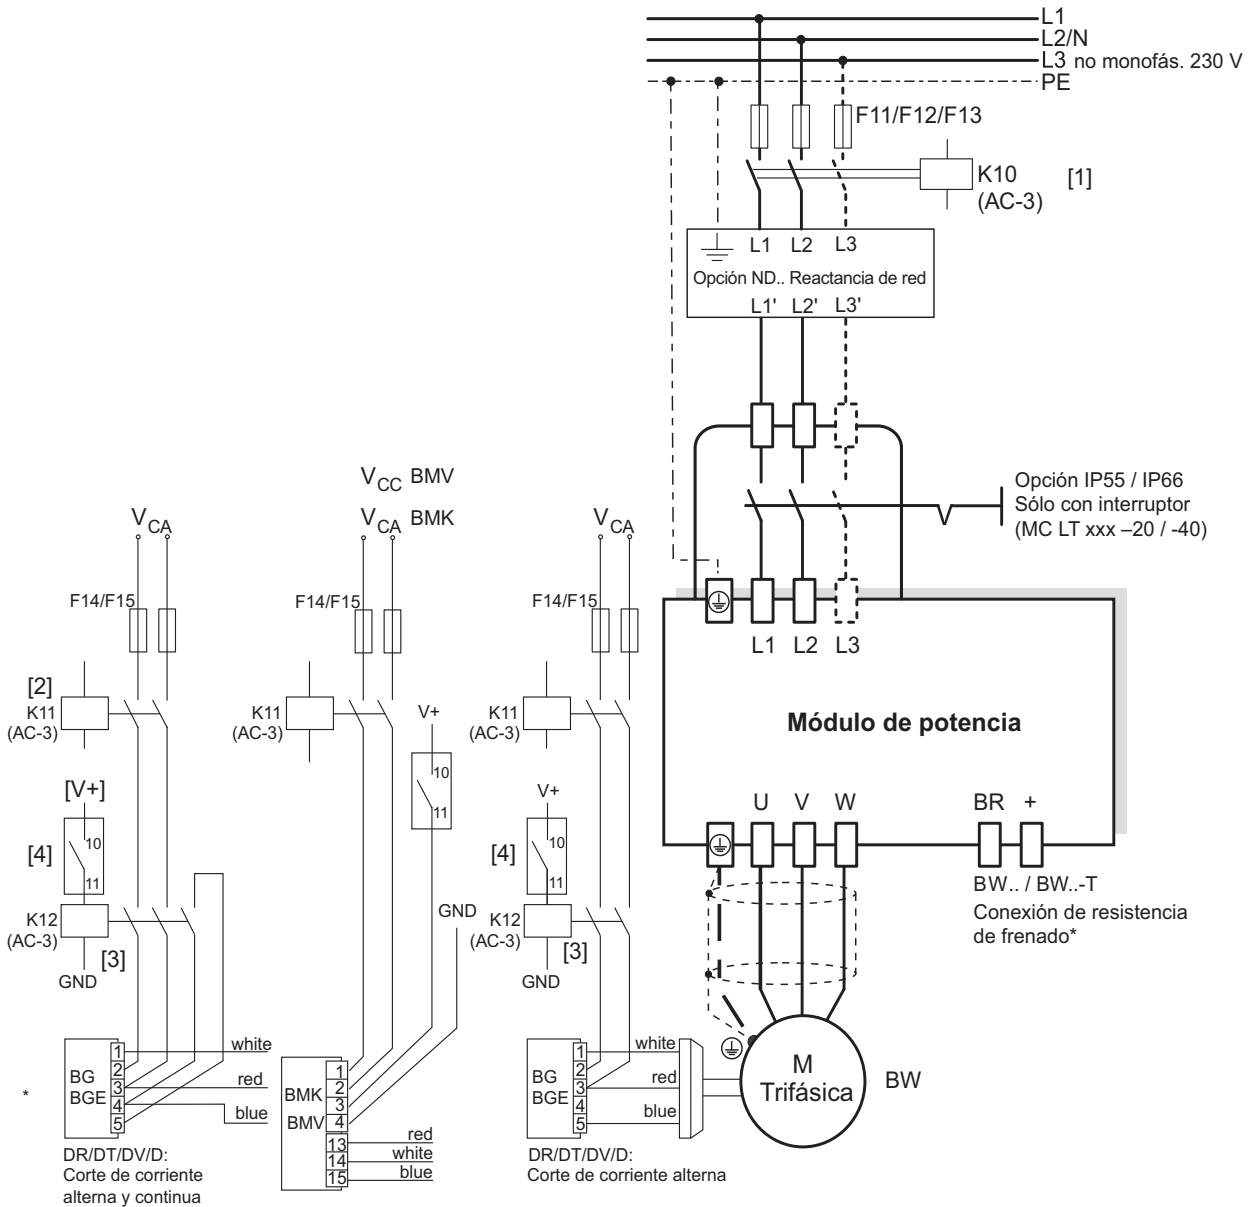 L1
L2/N
L3 no monofás. 230 V
PE
F11/F12/F13
K10
(AC-3)
[1]
L1 L2 L3
Opción ND.. Reactancia de red
L1' L2' L3'
Opción IP55 / IP66
Sólo con interruptor
(MC LT xxx –20 / -40)
L1 L2 L3
Módulo de potencia
U V W BR +
BW.. / BW..-T
Conexión de resistencia
de frenado*
M
Trifásica
BW
VCA
F14/F15
[2]
K11
(AC-3)
[V+]
[4]
10
11
K12
(AC-3)
[3]
GND
BG
BGE
1
2
3
4
5
white
red
blue
*
DR/DT/DV/D:
Corte de corriente
alterna y continua
VCC BMV
VCA BMK
F14/F15
K11
(AC-3)
V+
10
11
GND
BMK
BMV
1
2
3
4
13
14
15
red
white
blue
VCA
F14/F15
K11
(AC-3)
V+
[4]
10
11
K12
(AC-3)
[3]
GND
BG
BGE
1
2
3
4
5
white
red
blue
DR/DT/DV/D:
Corte de corriente alterna